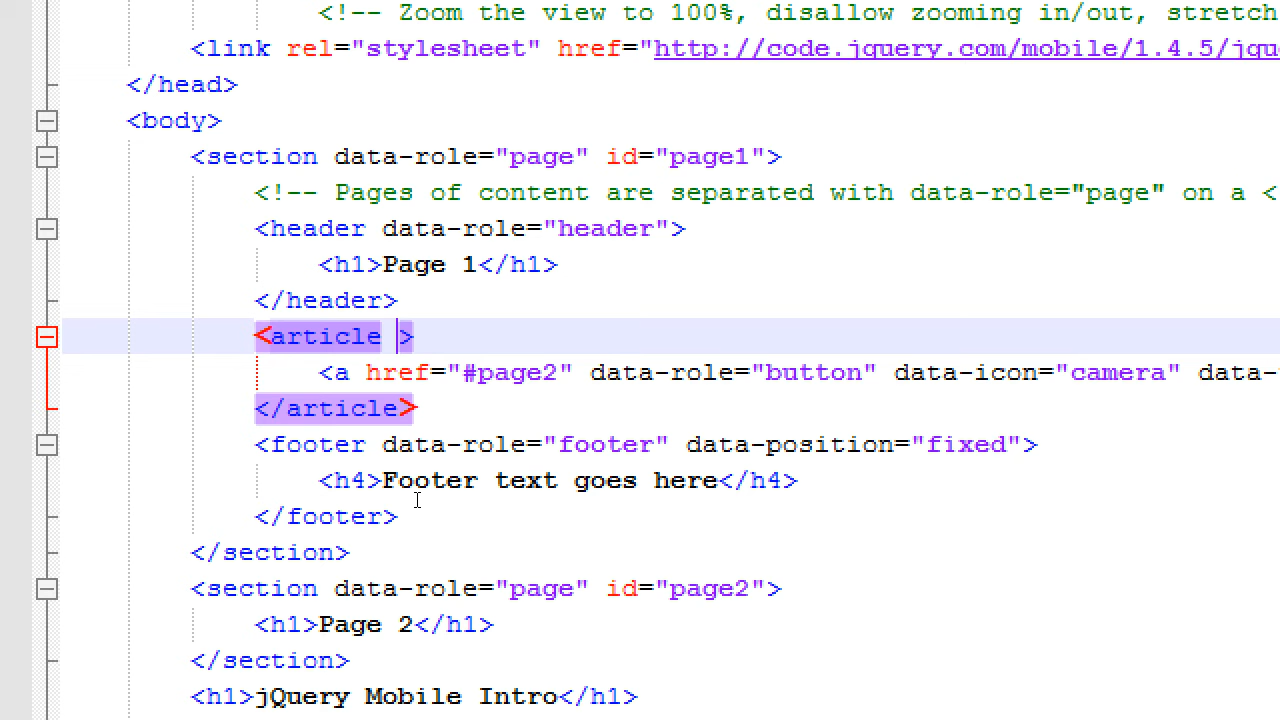 <!-- Zoom the view to 100%, disallow zooming in/out, stretch
<link rel="stylesheet" href="http://code.jquery.com/mobile/1.4.5/jqu
</head>
<body>
<section data-role="page" id="page1">
<!-- Pages of content are separated with data-role="page" on a <
<header data-role="header">
<h1>Page 1</h1>
</header>
<article >
<a href="#page2" data-role="button" data-icon="camera" data-
</article>
<footer data-role="footer" data-position="fixed">
<h4>Footer text goes here</h4>
</footer>
</section>
<section data-role="page" id="page2">
<h1>Page 2</h1>
</section>
<h1>jQuery Mobile Intro</h1>